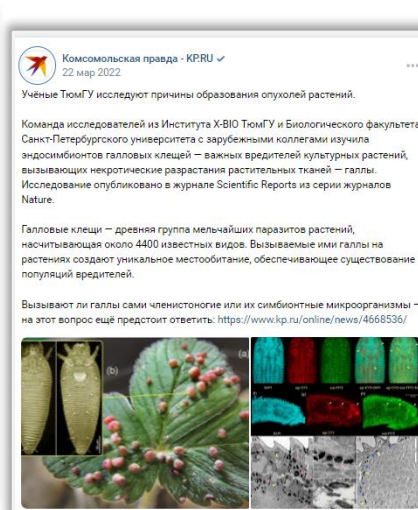 Комсомольская правда - KP.RU
22 мар 2022
Учёные ТюмГУ исследуют причины образования опухолей растений.
Команда исследователей из Института X-BIO ТюмГУ и Биологического факультета
Санкт-Петербургского университета с зарубежными коллегами изучила
эндосимбионтов галловых клещей — важных вредителей культурных растений,
вызывающих некротические разрастания растительных тканей — галлы.
Исследование опубликовано в журнале Scientific Reports из серии журналов
Nature.
Галловые клещи — древняя группа мельчайших паразитов растений,
насчитывающая около 4400 известных видов. Вызываемые ими галлы на
растениях создают уникальное местообитание, обеспечивающее существование
популяций вредителей.
Вызывают ли галлы сами членистоногие или их симбионтные микроорганизмы –
на этот вопрос ещё предстоит ответить: https://www.kp.ru/online/news/4668536/
(b)
(a)